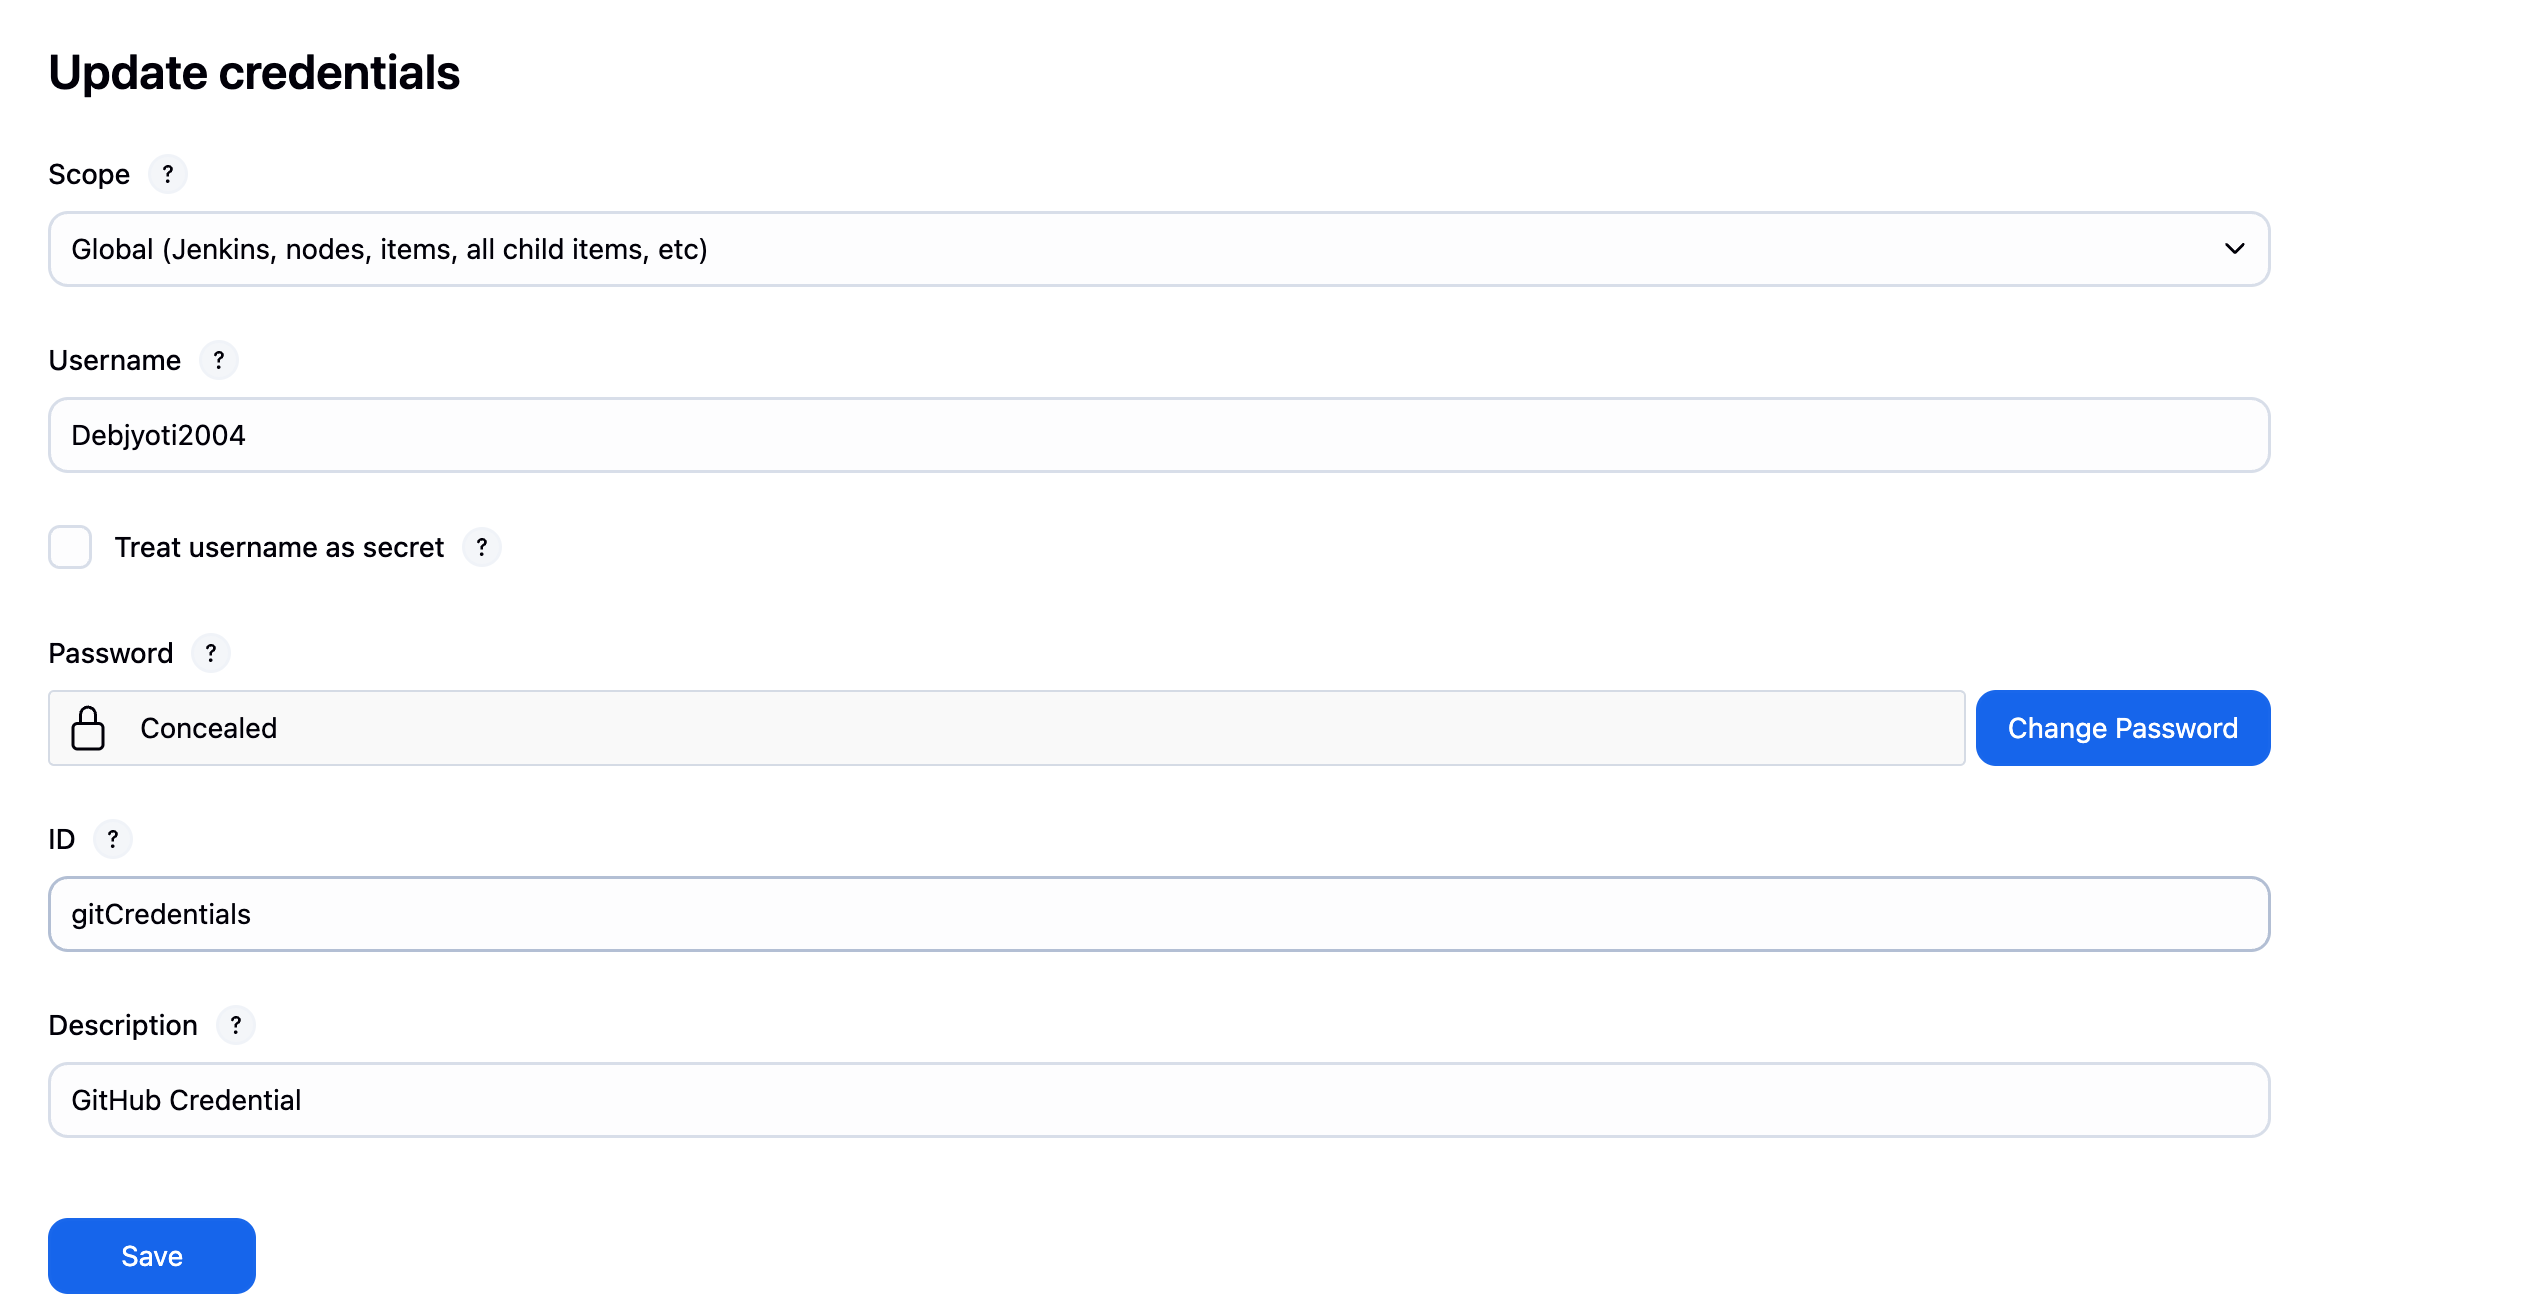 Update credentials
Scope ?
Global (Jenkins, nodes, items, all child items, etc)
Username ?
Debjyoti2004
Treat username as secret ?
Password ?
Concealed Change Password
ID ?
gitCredentials
Description ?
GitHub Credential
Save